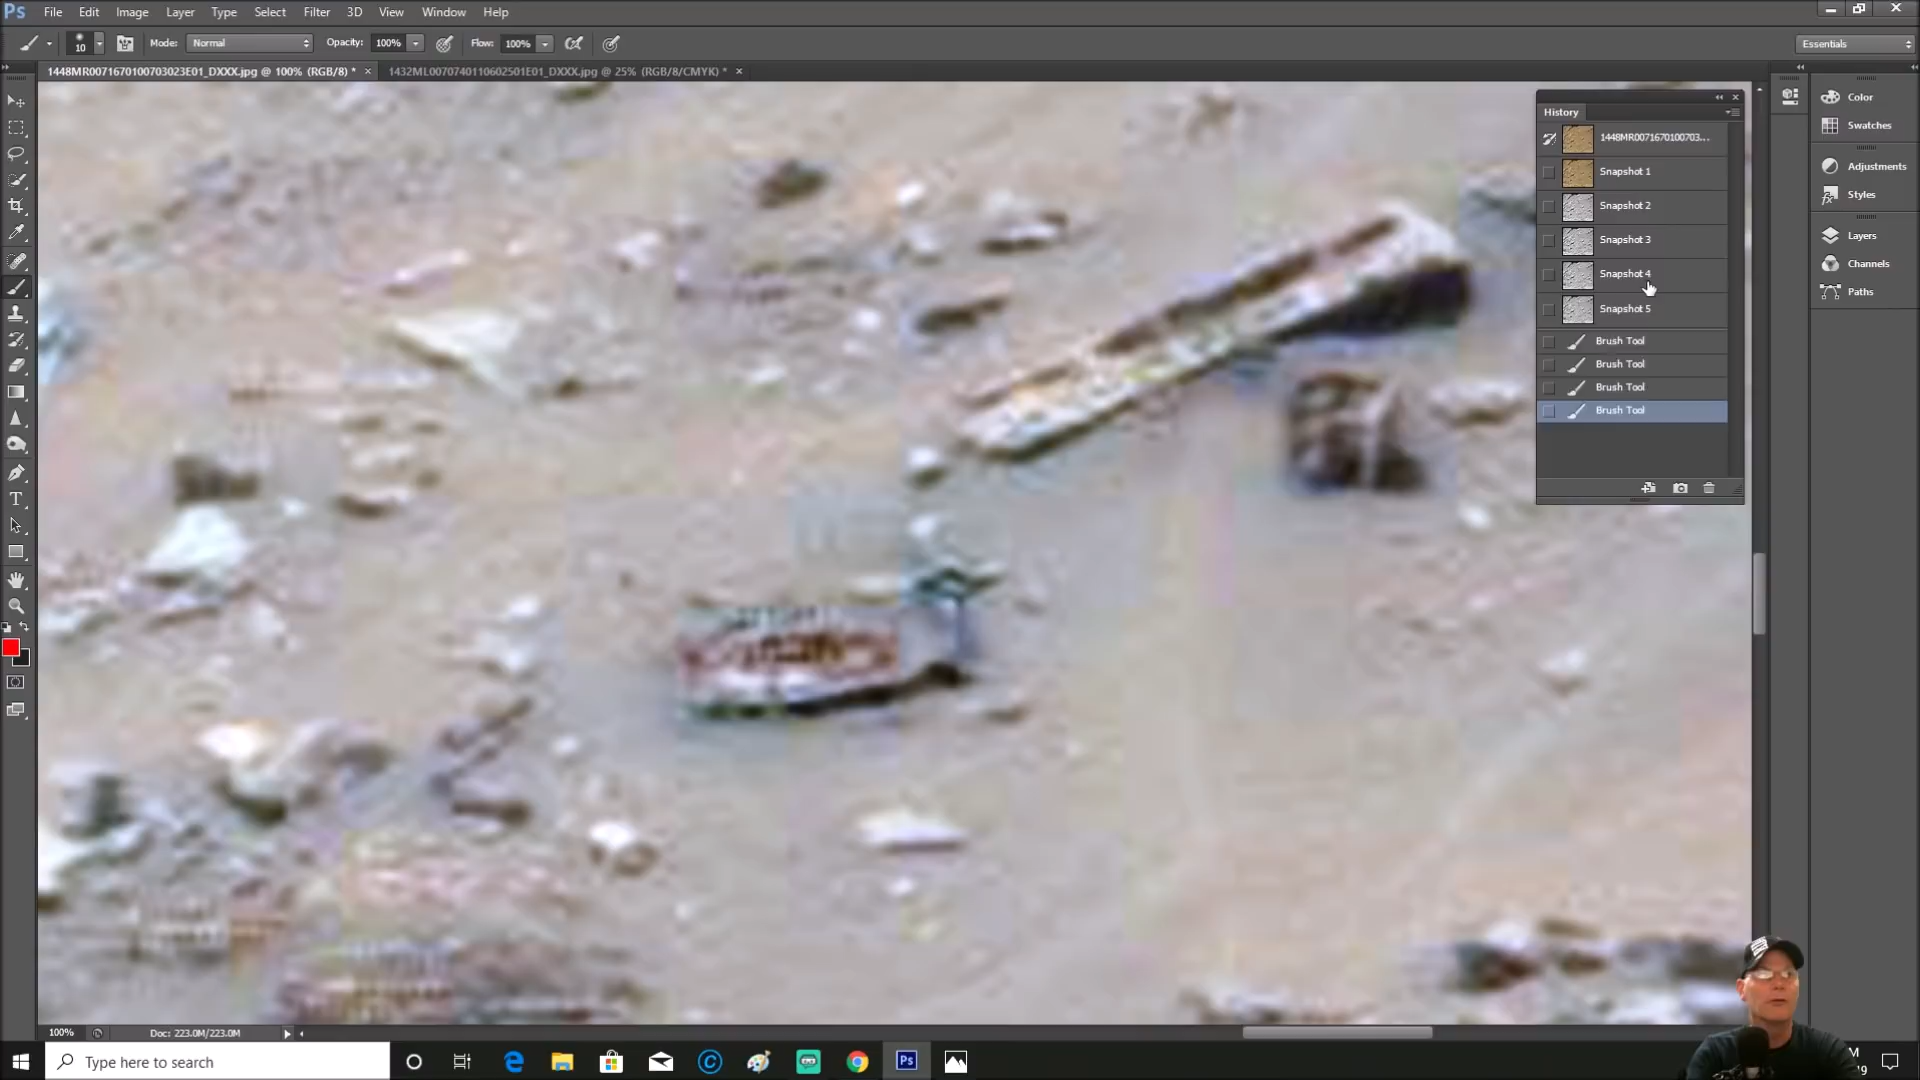 Ps File Edit Image Layer Type Select Filter 3D View Window Help
10 Mode: Normal Opacity: 100% Flow: 100% Essentials
1448MR0071670100703023E01_DXXX.jpg @ 100% (RGB/8) * × 1432ML0070740110602501E01_DXXX.jpg @ 25% (RGB/8/CMYK) * ×
History
1448MR0071670100703...
Snapshot 1
Snapshot 2
Snapshot 3
Snapshot 4
Snapshot 5
Brush Tool
Brush Tool
Brush Tool
Brush Tool
Color
Swatches
Adjustments
Styles
Layers
Channels
Paths
100% Doc: 223.0M/223.0M
Type here to search
Ps
M